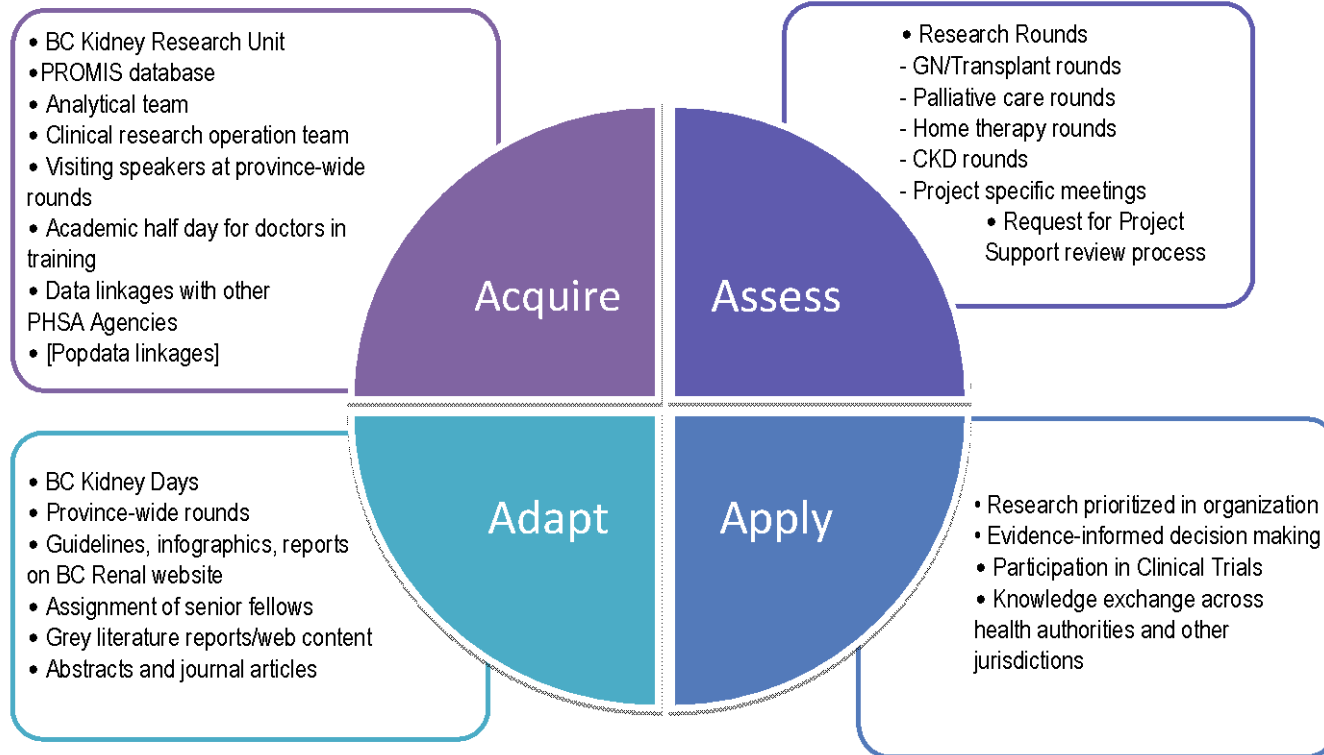 • BC Kidney Research Unit
•PROMIS database
• Analytical team
• Clinical research operation team
• Visiting speakers at province-wide
rounds
• Academic half day for doctors in
training
• Data linkages with other
PHSA Agencies
• [Popdata linkages]
• Research Rounds
- GN/Transplant rounds
- Palliative care rounds
- Home therapy rounds
- CKD rounds
- Project specific meetings
• Request for Project
Support review process
Acquire
Assess
Adapt
Apply
• BC Kidney Days
• Province-wide rounds
• Guidelines, infographics, reports
on BC Renal website
• Assignment of senior fellows
• Grey literature reports/web content
• Abstracts and journal articles
• Research prioritized in organization
• Evidence-informed decision making
• Participation in Clinical Trials
• Knowledge exchange across
health authorities and other
jurisdictions